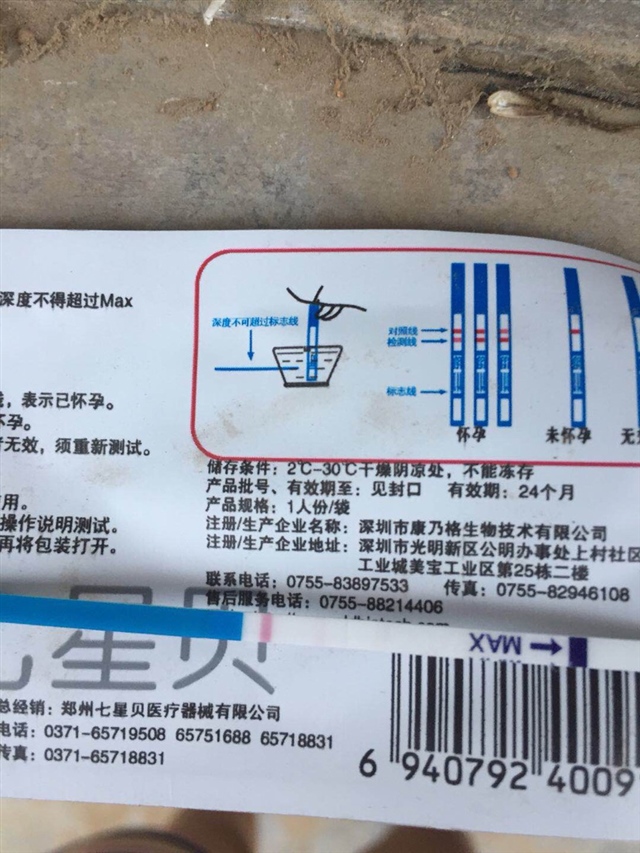 深度不得超过Max
，表示已怀孕。
怀孕。
无效，须重新测试。
用。
操作说明测试。
再将包装打开。
深度不可超过标志线
对照线
检测线
标志线
怀孕
未怀孕
无
储存条件：2℃-30℃干燥阴凉处，不能冻存
产品批号、有效期至：见封口 有效期：24个月
产品规格：1人份/袋
注册/生产企业名称：深圳市康乃格生物技术有限公司
注册/生产企业地址：深圳市光明新区公明办事处上村社区
工业城美宝工业区第25栋二楼
联系电话：0755-83897533 传真：0755-82946108
售后服务电话：0755-88214406
MAX
七星贝
总经销：郑州七星贝医疗器械有限公司
电话：0371-65719508 65751688 65718831
传真：0371-65718831
6 940792 4009